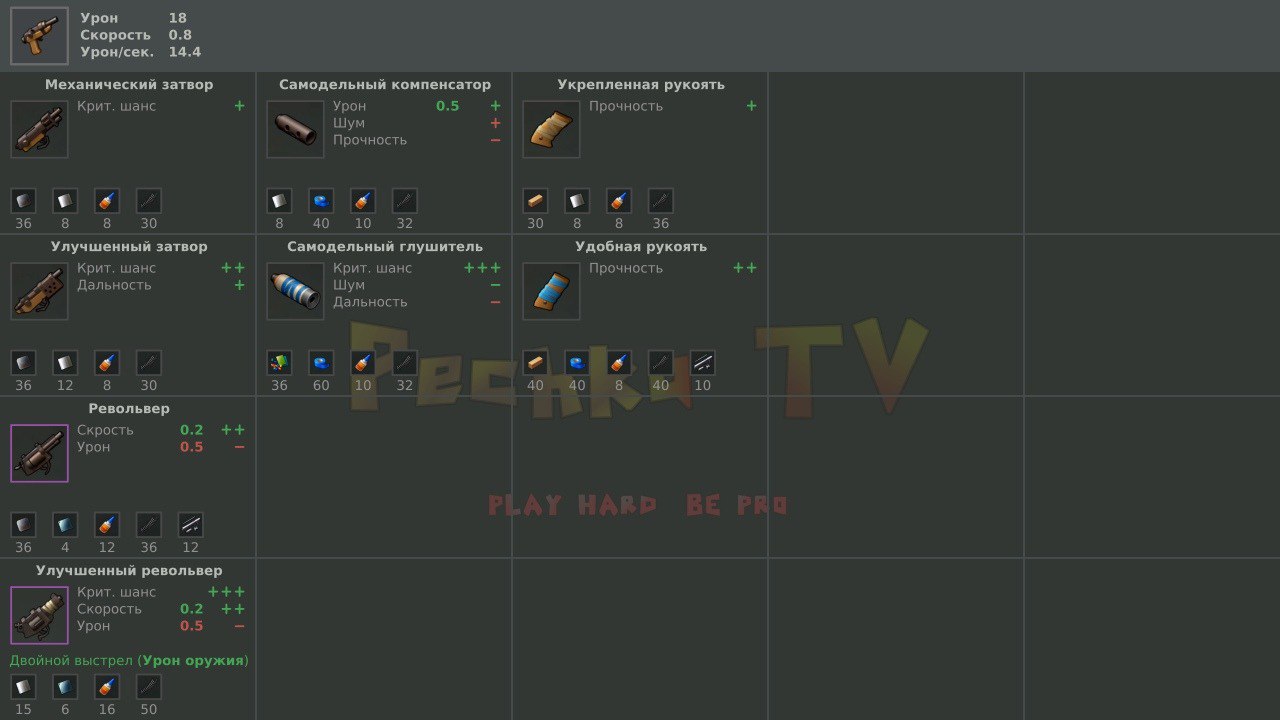 Урон 18
Скорость 0.8
Урон/сек. 14.4
Механический затвор
Крит. шанс +
36 8 8 30
Самодельный компенсатор
Урон 0.5 +
Шум +
Прочность −
8 40 10 32
Укрепленная рукоять
Прочность +
30 8 8 36
Улучшенный затвор
Крит. шанс ++
Дальность +
36 12 8 30
Самодельный глушитель
Крит. шанс +++
Шум −
Дальность −
36 60 10 32
Удобная рукоять
Прочность ++
40 40 8 40 10
Pechka TV
PLAY HARD BE PRO
Револьвер
Скрость 0.2 ++
Урон 0.5 −
36 4 12 36 12
Улучшенный револьвер
Крит. шанс +++
Скорость 0.2 ++
Урон 0.5 −
Двойной выстрел (Урон оружия)
15 6 16 50